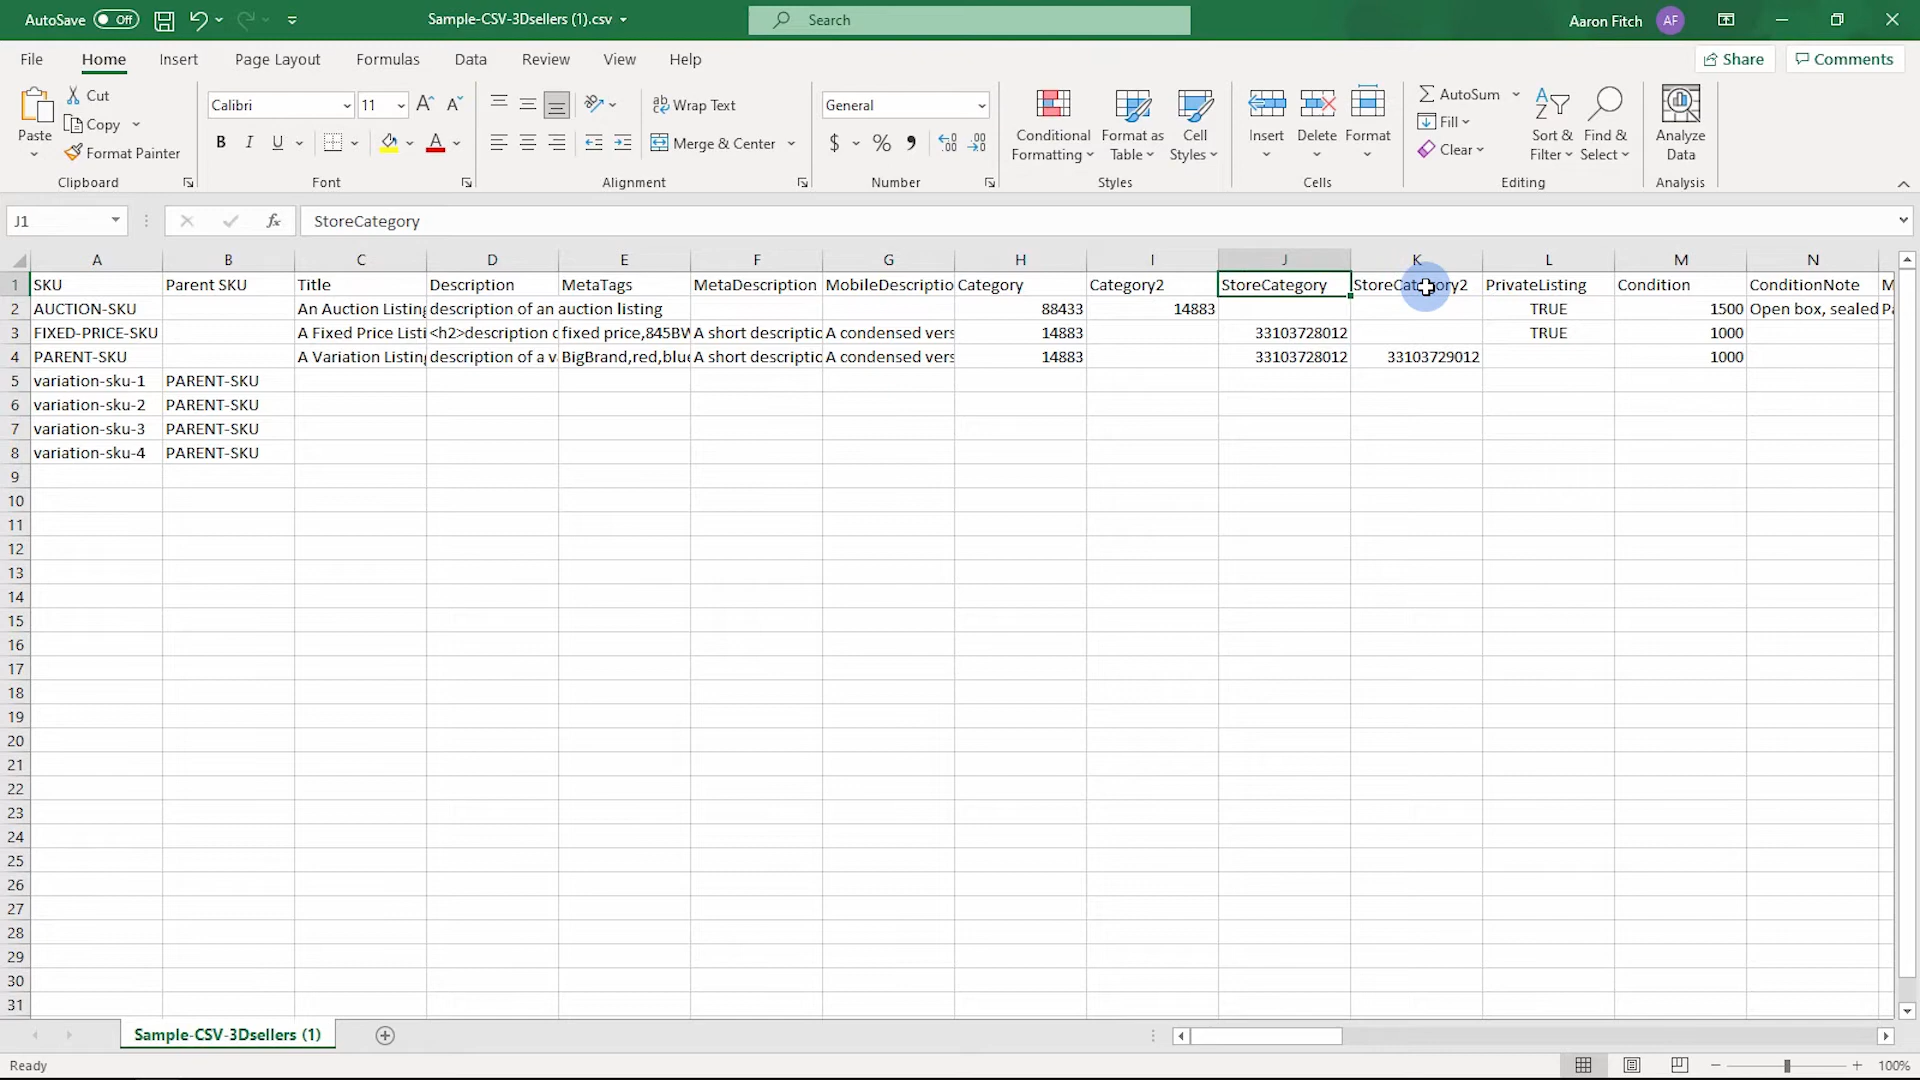 AutoSave Off Sample-CSV-3Dsellers (1).csv Search Aaron Fitch AF
File Home Insert Page Layout Formulas Data Review View Help Share Comments
Cut Calibri 11 A A Wrap Text General AutoSum
Paste Copy Conditional Formatting Format as Table Cell Styles Insert Delete Format Fill Sort & Filter Find & Select Analyze Data
Format Painter B I U A Merge & Center $ % Clear
Clipboard Font Alignment Number Styles Cells Editing Analysis
J1 fx StoreCategory
A B C D E F G H I J K L M N
1 SKU Parent SKU Title Description MetaTags MetaDescription MobileDescriptio Category Category2 StoreCategory StoreCategory2 PrivateListing Condition ConditionNote M
2 AUCTION-SKU An Auction Listing description of an auction listing 88433 14883 TRUE 1500 Open box, sealed Pa
3 FIXED-PRICE-SKU A Fixed Price Listi <h2>description o fixed price,845BW A short descriptio A condensed vers 14883 33103728012 TRUE 1000
4 PARENT-SKU A Variation Listing description of a va BigBrand,red,blue A short descriptio A condensed vers 14883 33103728012 33103729012 1000
5 variation-sku-1 PARENT-SKU
6 variation-sku-2 PARENT-SKU
7 variation-sku-3 PARENT-SKU
8 variation-sku-4 PARENT-SKU
9
10
11
12
13
14
15
16
17
18
19
20
21
22
23
24
25
26
27
28
29
30
31
Sample-CSV-3Dsellers (1)
Ready 100%